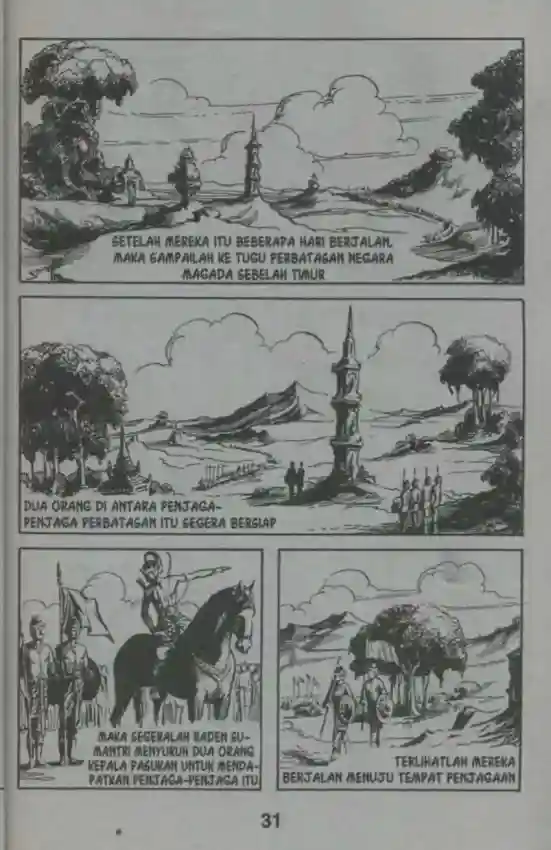 SETELAH MEREKA ITU BEBERAPA HARI BERJALAN,
MAKA SAMPAILAH KE TUGU PERBATASAN NEGARA
MAGADA SEBELAH TIMUR
DUA ORANG DI ANTARA PENJAGA-
PENJAGA PERBATASAN ITU SEGERA BERSIAP
MAKA SEGERALAH RADEN SU-
MANTRI MENYURUH DUA ORANG
KEPALA PASUKAN UNTUK MENDA-
PATKAN PENJAGA-PENJAGA ITU
TERLIHATLAH MEREKA
BERJALAN MENUJU TEMPAT PENJAGAAN
31